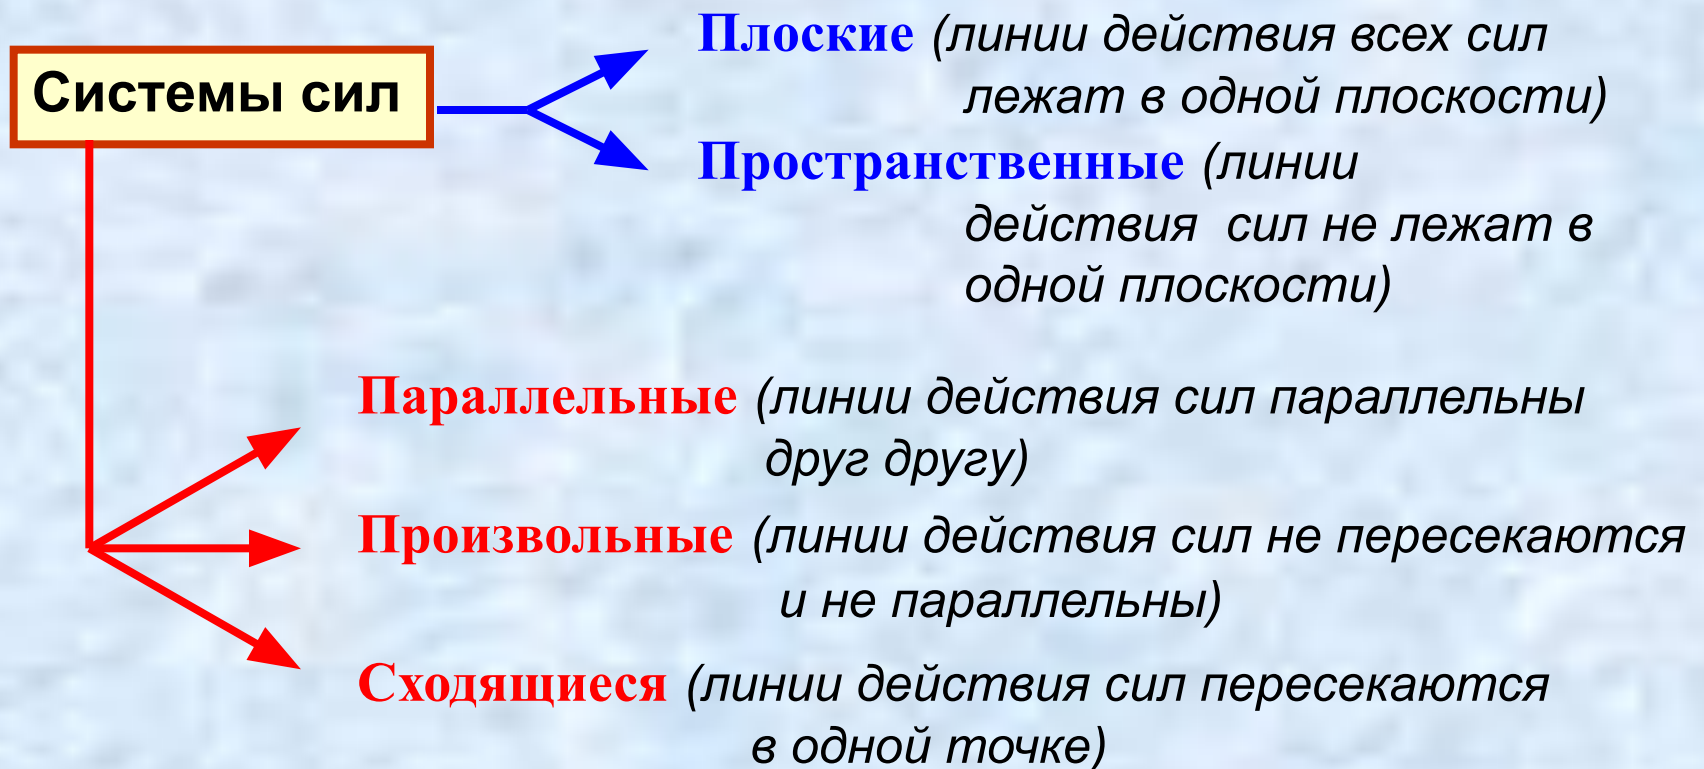 Системы сил
Плоские (линии действия всех сил
лежат в одной плоскости)
Пространственные (линии
действия сил не лежат в
одной плоскости)
Параллельные (линии действия сил параллельны
друг другу)
Произвольные (линии действия сил не пересекаются
и не параллельны)
Сходящиеся (линии действия сил пересекаются
в одной точке)